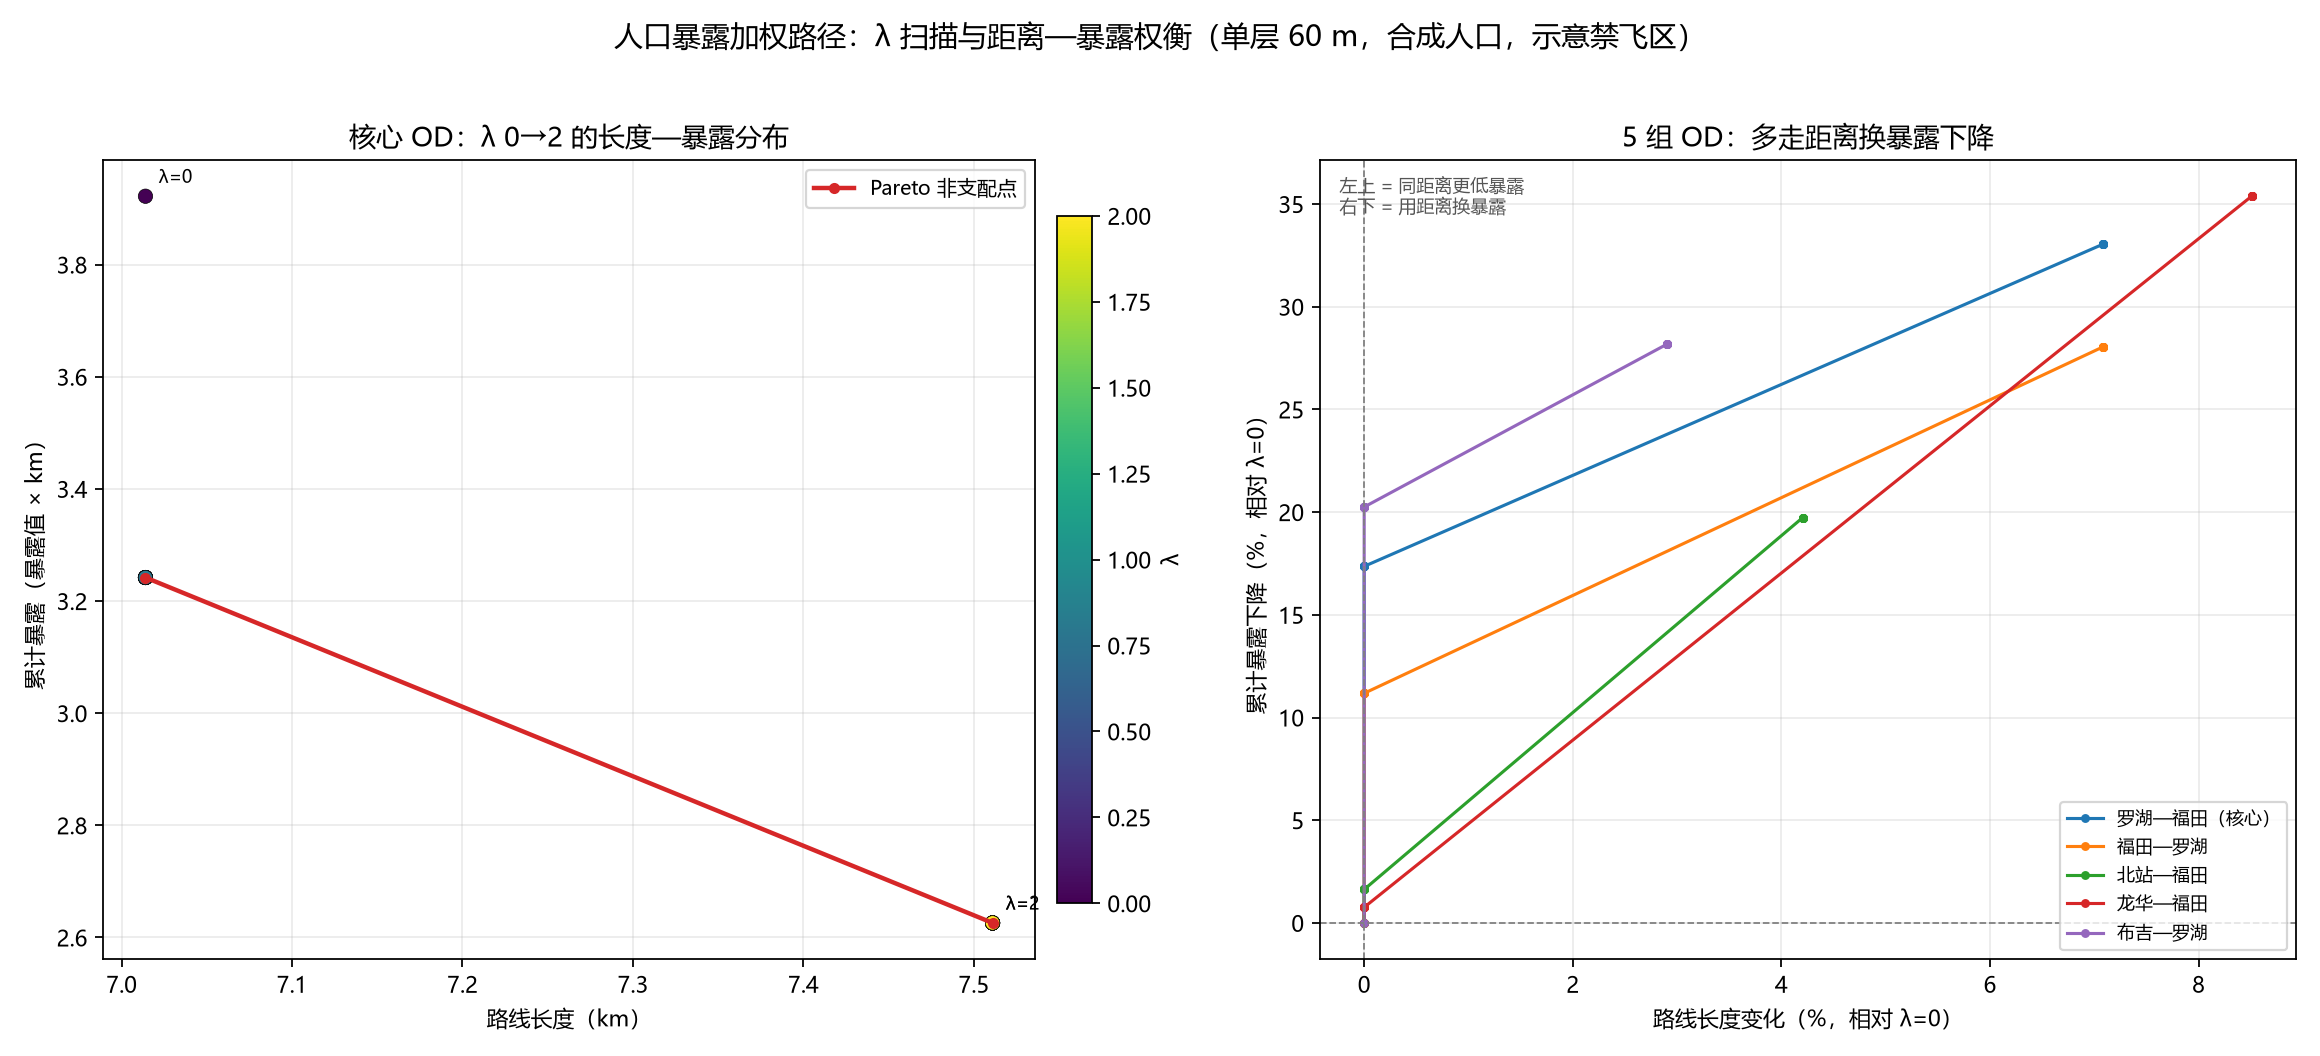 人口暴露加权路径：λ 扫描与距离—暴露权衡（单层 60 m，合成人口，示意禁飞区）
核心 OD：λ 0→2 的长度—暴露分布
λ=0
Pareto 非支配点
λ=2
3.8
3.6
3.4
3.2
3.0
2.8
2.6
累计暴露（暴露值 × km）
7.0
7.1
7.2
7.3
7.4
7.5
路线长度（km）
2.00
1.75
1.50
1.25
1.00
0.75
0.50
0.25
0.00
λ
5 组 OD：多走距离换暴露下降
左上 = 同距离更低暴露
右下 = 用距离换暴露
35
30
25
20
15
10
5
0
累计暴露下降（%，相对 λ=0）
罗湖—福田（核心）
福田—罗湖
北站—福田
龙华—福田
布吉—罗湖
0
2
4
6
8
路线长度变化（%，相对 λ=0）